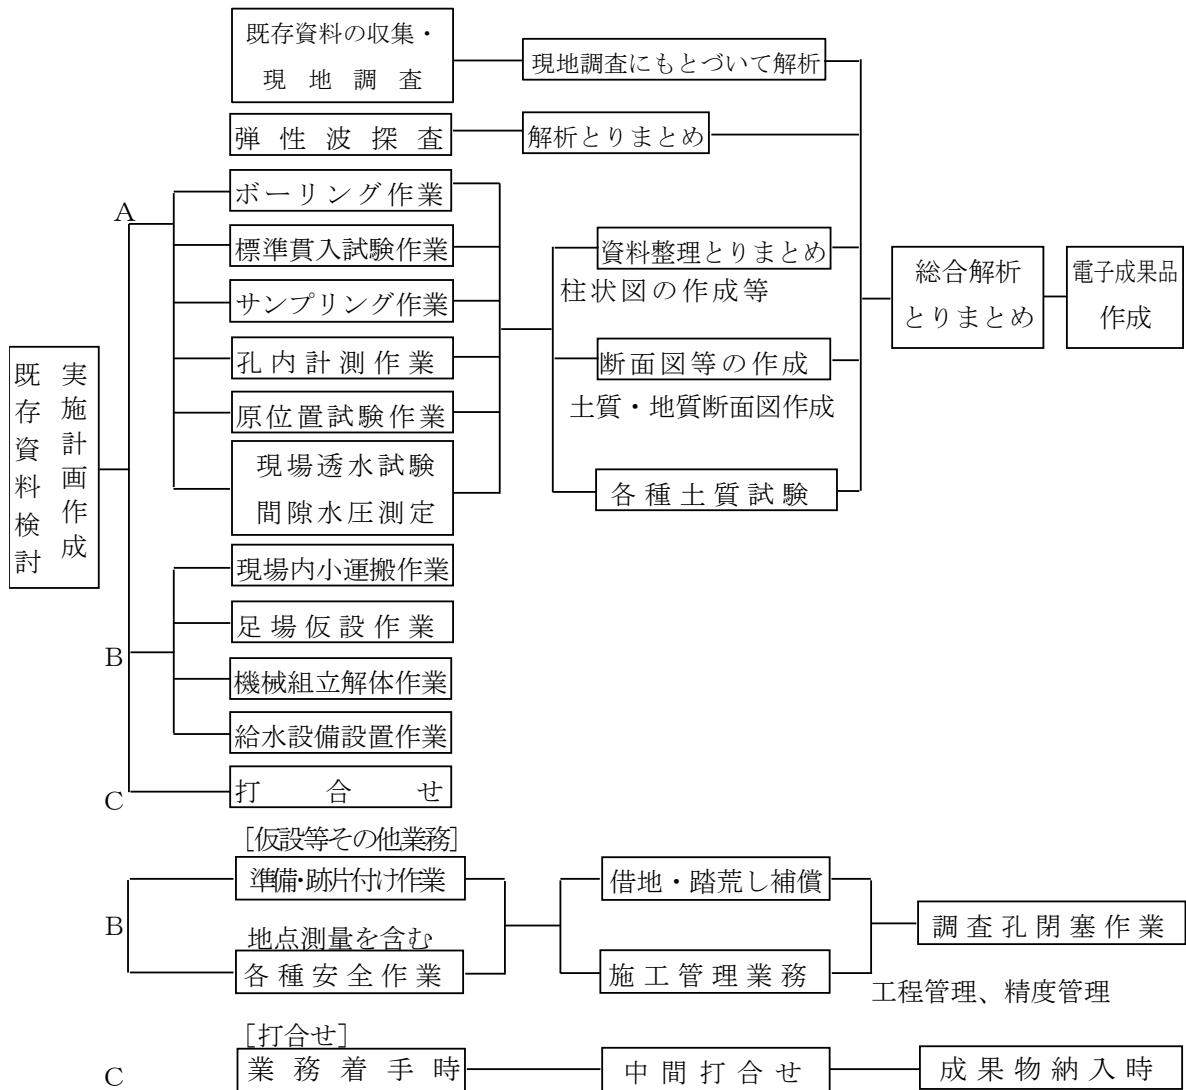 既存資料の収集・
現地調査
現地調査にもとづいて解析
弾性波探査
解析とりまとめ
A
ボーリング作業
標準貫入試験作業
サンプリング作業
孔内計測作業
原位置試験作業
現場透水試験
間隙水圧測定
資料整理とりまとめ
柱状図の作成等
断面図等の作成
土質・地質断面図作成
各種土質試験
総合解析
とりまとめ
電子成果品
作成
実施計画作成
既存資料検討
B
現場内小運搬作業
足場仮設作業
機械組立解体作業
給水設備設置作業
C
打合せ
[仮設等その他業務]
準備・跡片付け作業
借地・踏荒し補償
B
地点測量を含む
調査孔閉塞作業
各種安全作業
施工管理業務
工程管理、精度管理
[打合せ]
C
業務着手時
中間打合せ
成果物納入時